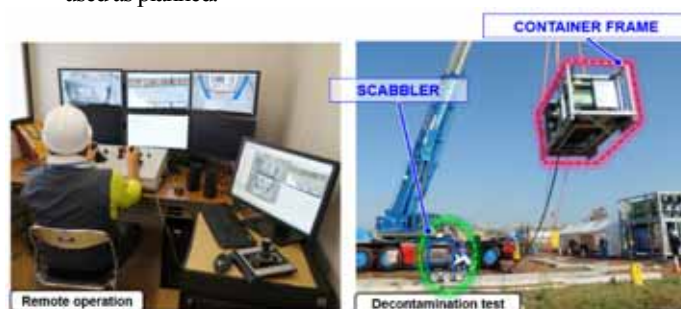 used as planned.
CONTAINER FRAME
SCABBLER
Remote operation
Decontamination test